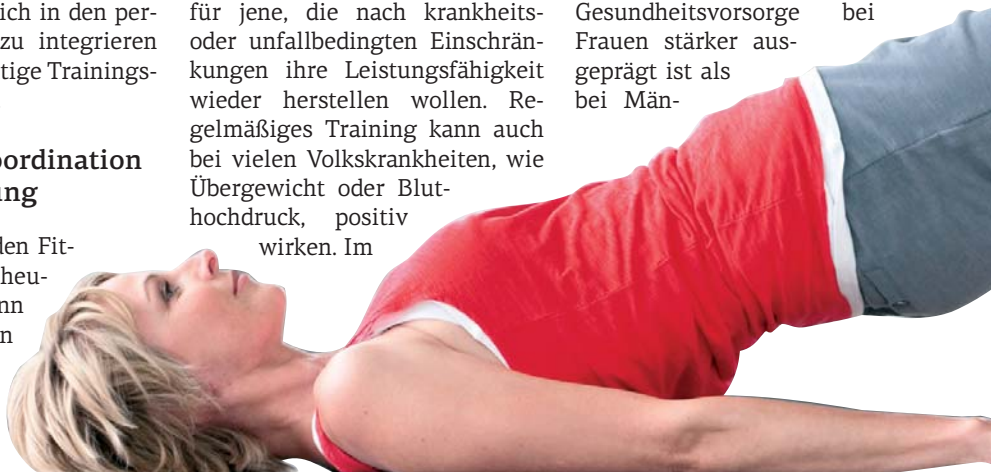 ich in den per-
zu integrieren
tige Trainings-
oordination
ung
den Fit-
heu-
nn
n
für jene, die nach krankheits-
oder unfallbedingten Einschrän-
kungen ihre Leistungsfähigkeit
wieder herstellen wollen. Re-
gelmäßiges Training kann auch
bei vielen Volkskrankheiten, wie
Übergewicht oder Blut-
hochdruck, positiv
wirken. Im
Gesundheitsvorsorge bei
Frauen stärker aus-
geprägt ist als
bei Män-